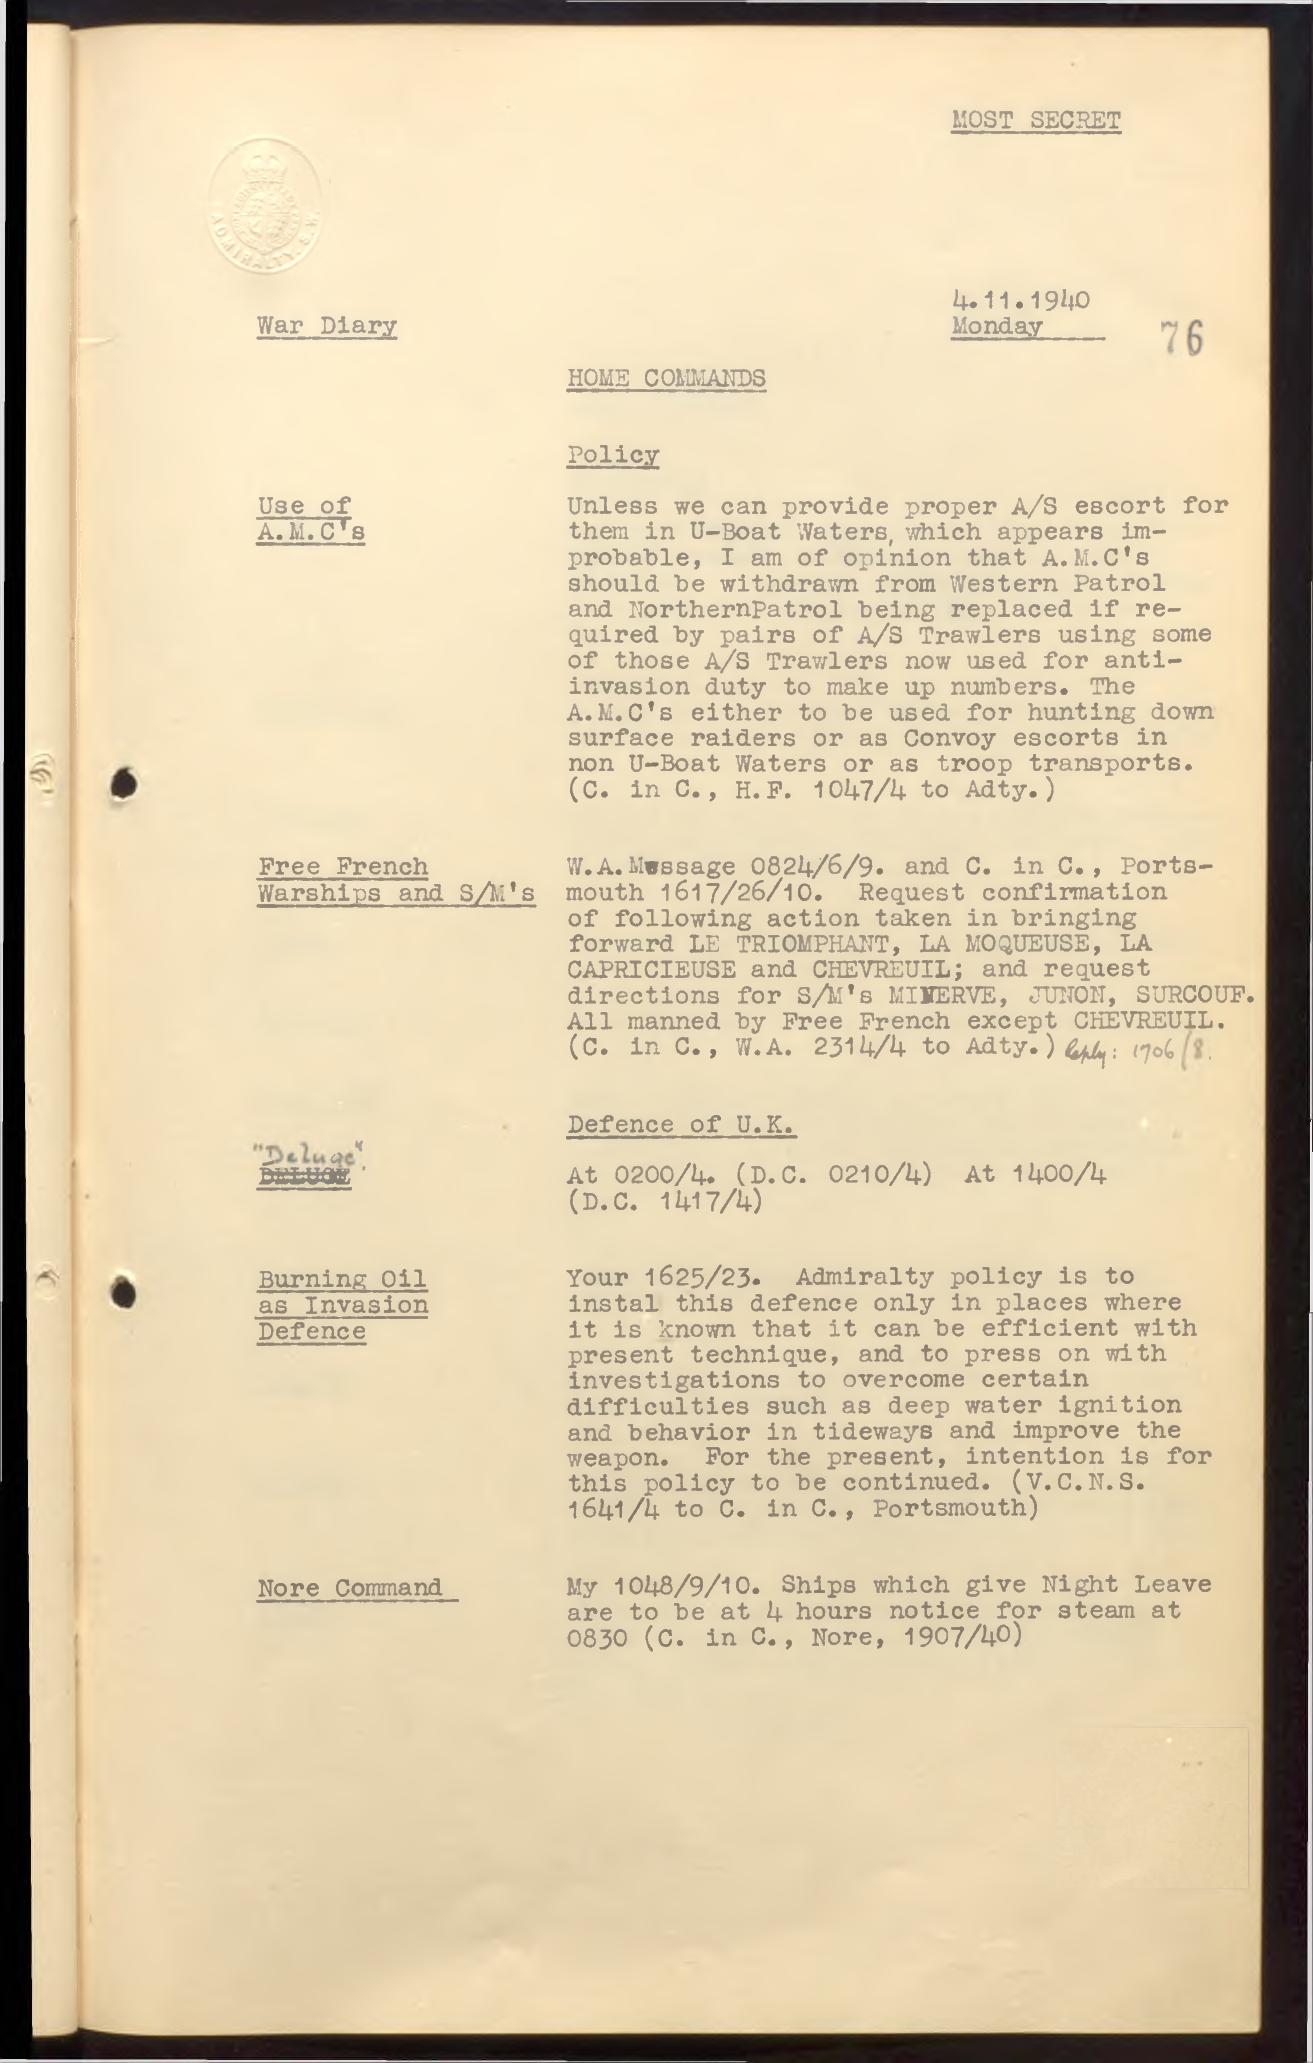 MOST SECRET
ADMIRALTY. S.W.
4.11.1940
War Diary
Monday
76
HOME COMMANDS
Policy
Use of
A.M.C's
Unless we can provide proper A/S escort for
them in U-Boat Waters, which appears im-
probable, I am of opinion that A.M.C's
should be withdrawn from Western Patrol
and NorthernPatrol being replaced if re-
quired by pairs of A/S Trawlers using some
of those A/S Trawlers now used for anti-
invasion duty to make up numbers. The
A.M.C's either to be used for hunting down
surface raiders or as Convoy escorts in
non U-Boat Waters or as troop transports.
(C. in C., H.F. 1047/4 to Adty.)
Free French
Warships and S/M's
W.A.Message 0824/6/9. and C. in C., Ports-
mouth 1617/26/10. Request confirmation
of following action taken in bringing
forward LE TRIOMPHANT, LA MOQUEUSE, LA
CAPRICIEUSE and CHEVREUIL; and request
directions for S/M's MINERVE, JUNON, SURCOUF.
All manned by Free French except CHEVREUIL.
(C. in C., W.A. 2314/4 to Adty.) Reply: 1706/8.
Defence of U.K.
"Deluge".
DELUGE
At 0200/4. (D.C. 0210/4) At 1400/4
(D.C. 1417/4)
Burning Oil
as Invasion
Defence
Your 1625/23. Admiralty policy is to
instal this defence only in places where
it is known that it can be efficient with
present technique, and to press on with
investigations to overcome certain
difficulties such as deep water ignition
and behavior in tideways and improve the
weapon. For the present, intention is for
this policy to be continued. (V.C.N.S.
1641/4 to C. in C., Portsmouth)
Nore Command
My 1048/9/10. Ships which give Night Leave
are to be at 4 hours notice for steam at
0830 (C. in C., Nore, 1907/40)